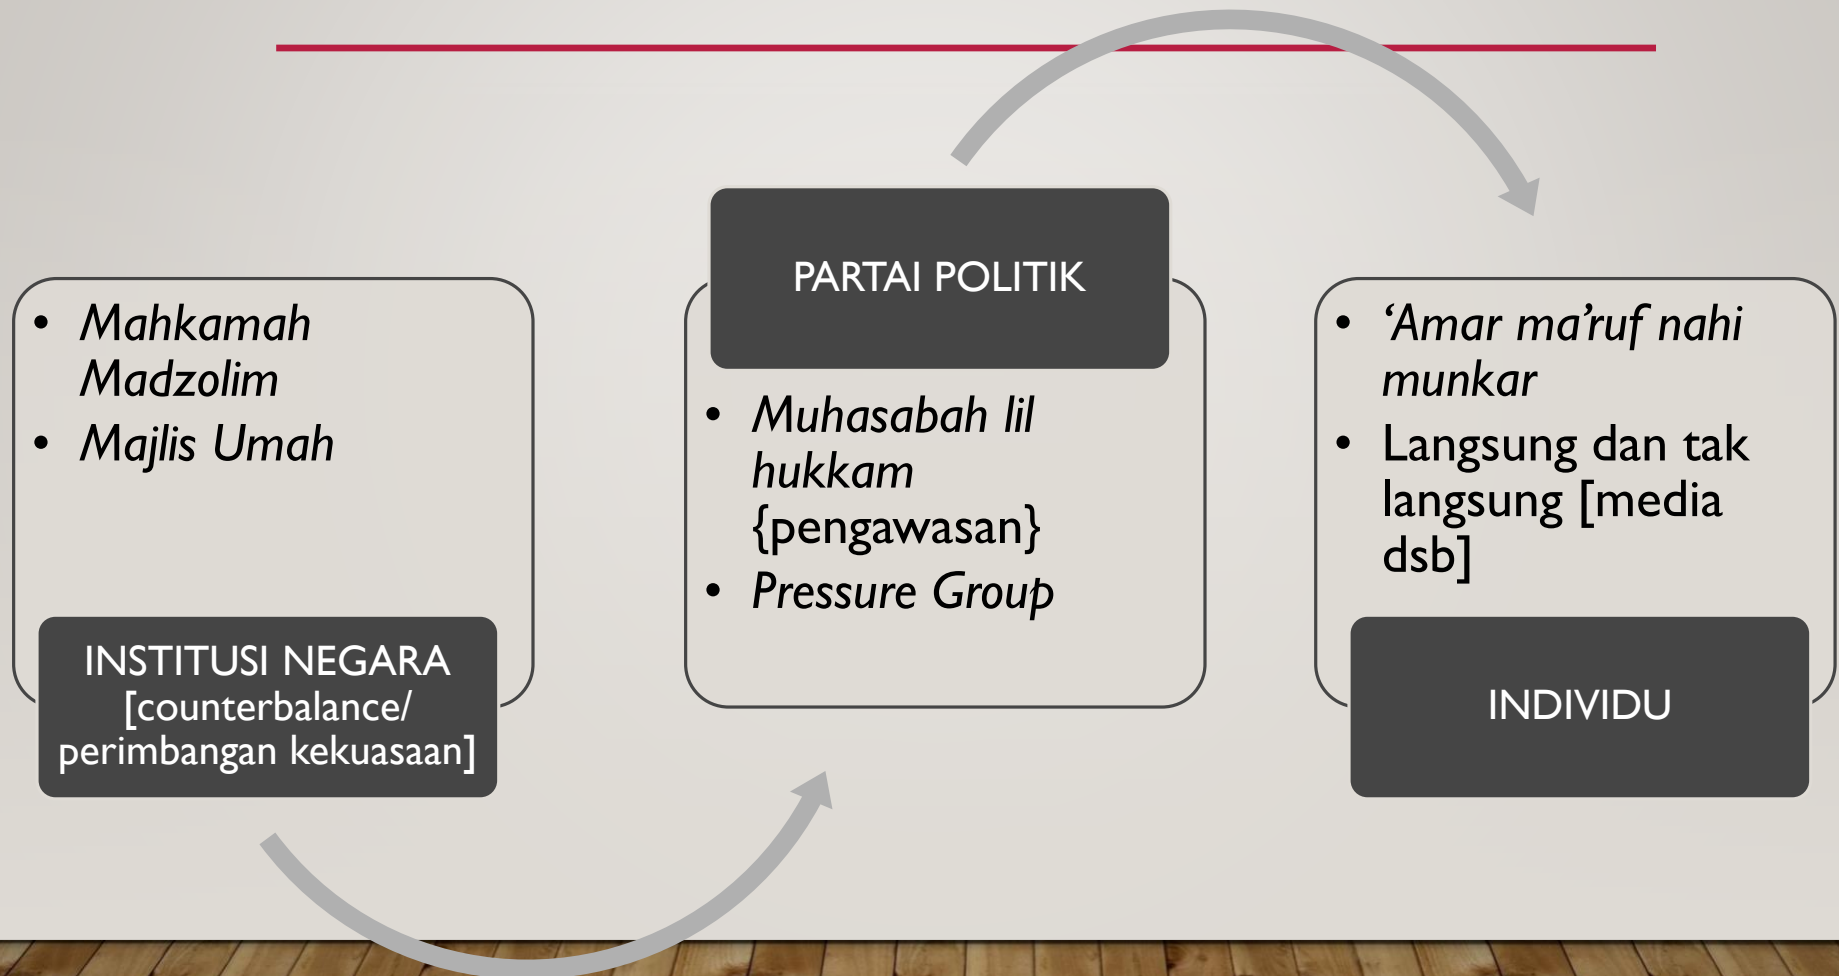 • Mahkamah
Madzolim
• Majlis Umah
INSTITUSI NEGARA
[counterbalance/
perimbangan kekuasaan]
PARTAI POLITIK
• Muhasabah lil
hukkam
{pengawasan}
• Pressure Group
• ‘Amar ma’ruf nahi
munkar
• Langsung dan tak
langsung [media
dsb]
INDIVIDU